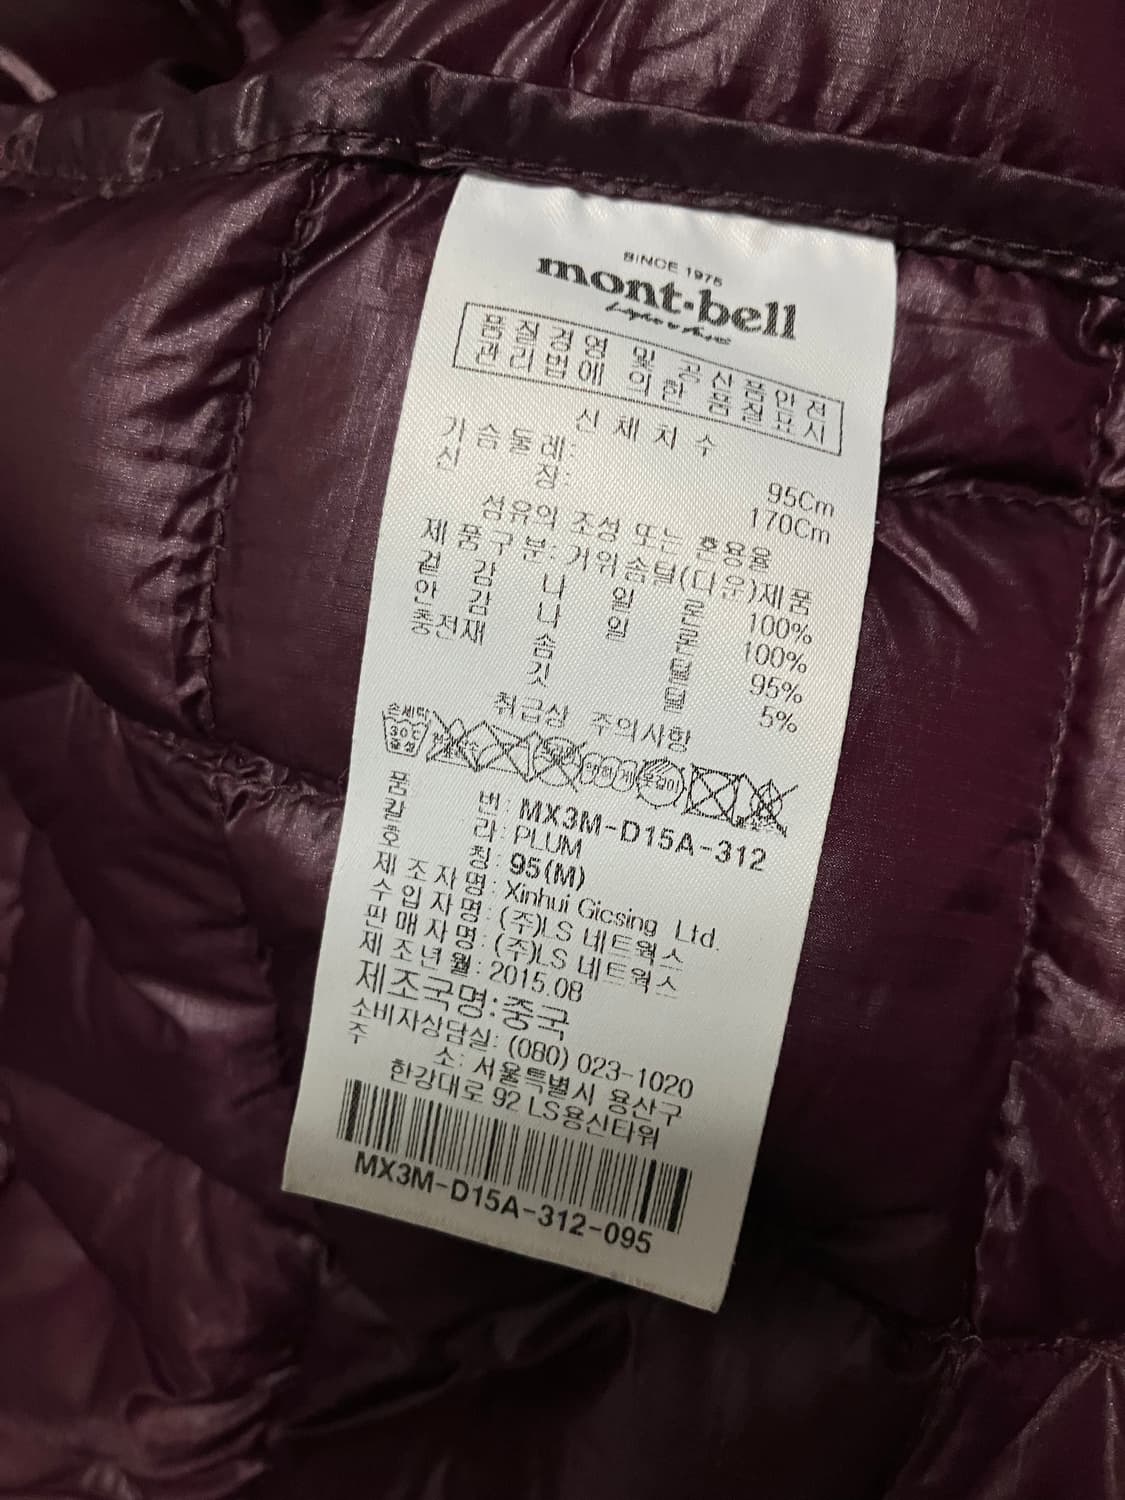 SINCE 1975
mont-bell
품질경영 및 공산품안전
관리법에 의한 품질표시
신체치수
가슴둘레: 95Cm
신 장: 170Cm
섬유의 조성 또는 혼용율
제품구분: 거위솜털(다운)제품
겉감 나일론 100%
안감 나일론 100%
충전재 솜털 95%
깃털 5%
취급상 주의사항
손세탁
30℃
중성
약하게
품 번: MX3M-D15A-312
칼 라: PLUM
호 칭: 95(M)
제조자명: Xinhui Gicsing Ltd.
수입자명: (주)LS 네트웍스
판매자명: (주)LS 네트웍스
제조년월: 2015.08
제조국명: 중국
소비자상담실: (080) 023-1020
주 소: 서울특별시 용산구
한강대로 92 LS용산타워
MX3M-D15A-312-095